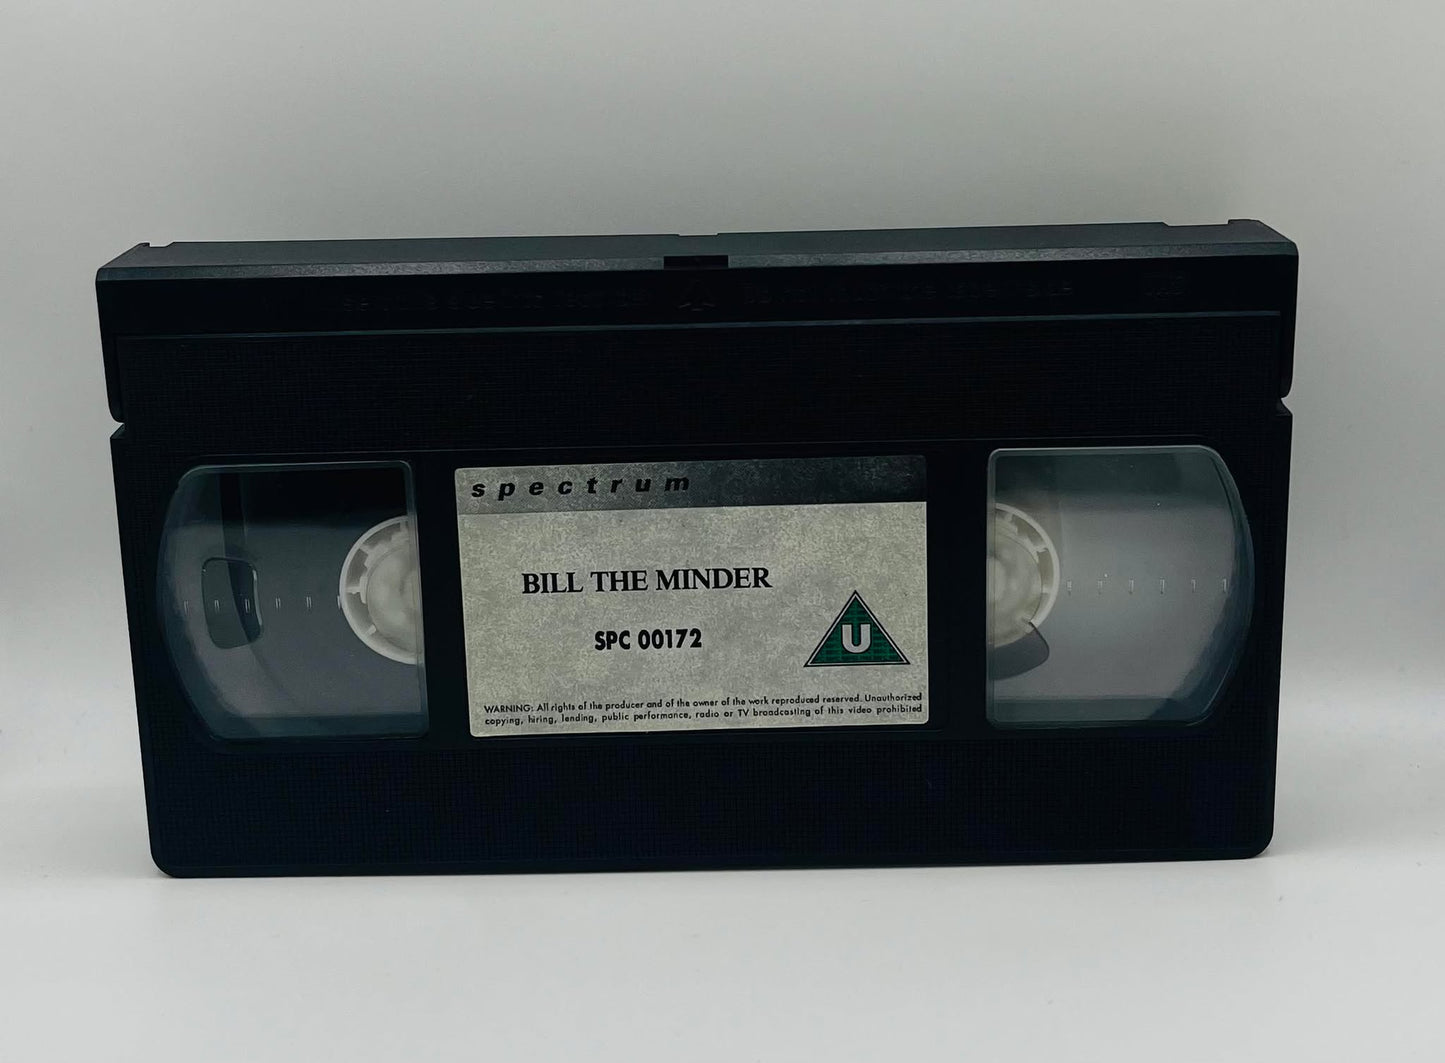 spectrum
BILL THE MINDER
SPC 00172
U
WARNING: All rights of the producer and of the owner of the work reproduced reserved. Unauthorized
copying, hiring, lending, public performance, radio or TV broadcasting of this video prohibited